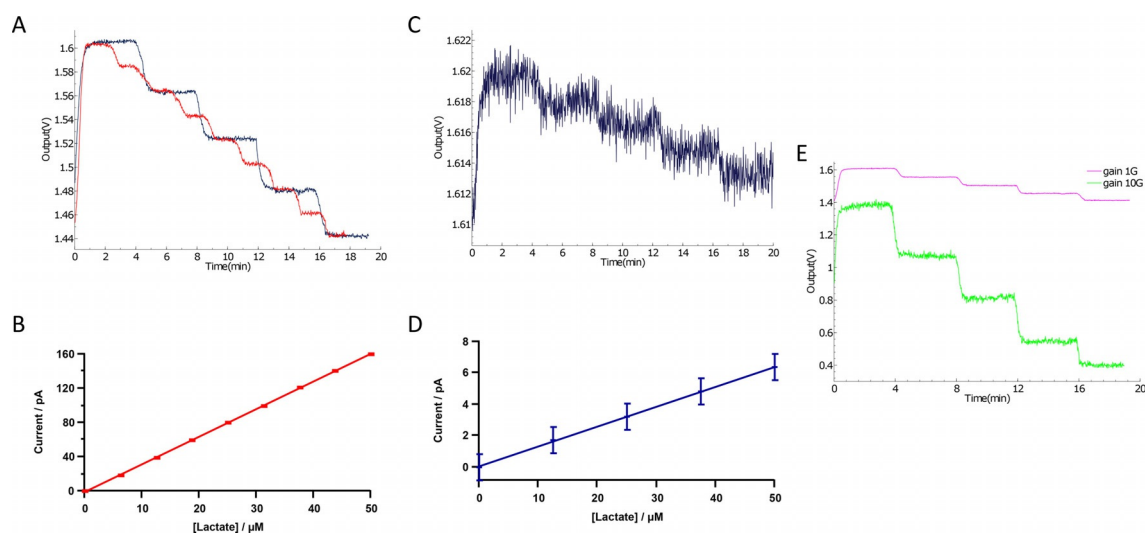 A
1.6
1.58
1.56
1.54
1.52
1.5
1.48
1.46
1.44
Output(V)
0 2 4 6 8 10 12 14 16 18 20
Time(min)
B
160
120
80
40
0
Current / pA
0 10 20 30 40 50
[Lactate] / µM
C
1.622
1.62
1.618
1.616
1.614
1.612
1.61
Output(V)
0 2 4 6 8 10 12 14 16 18 20
Time(min)
D
8
6
4
2
0
Current / pA
0 10 20 30 40 50
[Lactate] / µM
E
gain 1G
gain 10G
1.6
1.4
1.2
1
0.8
0.6
0.4
Output(V)
0 4 8 12 16 20
Time(min)